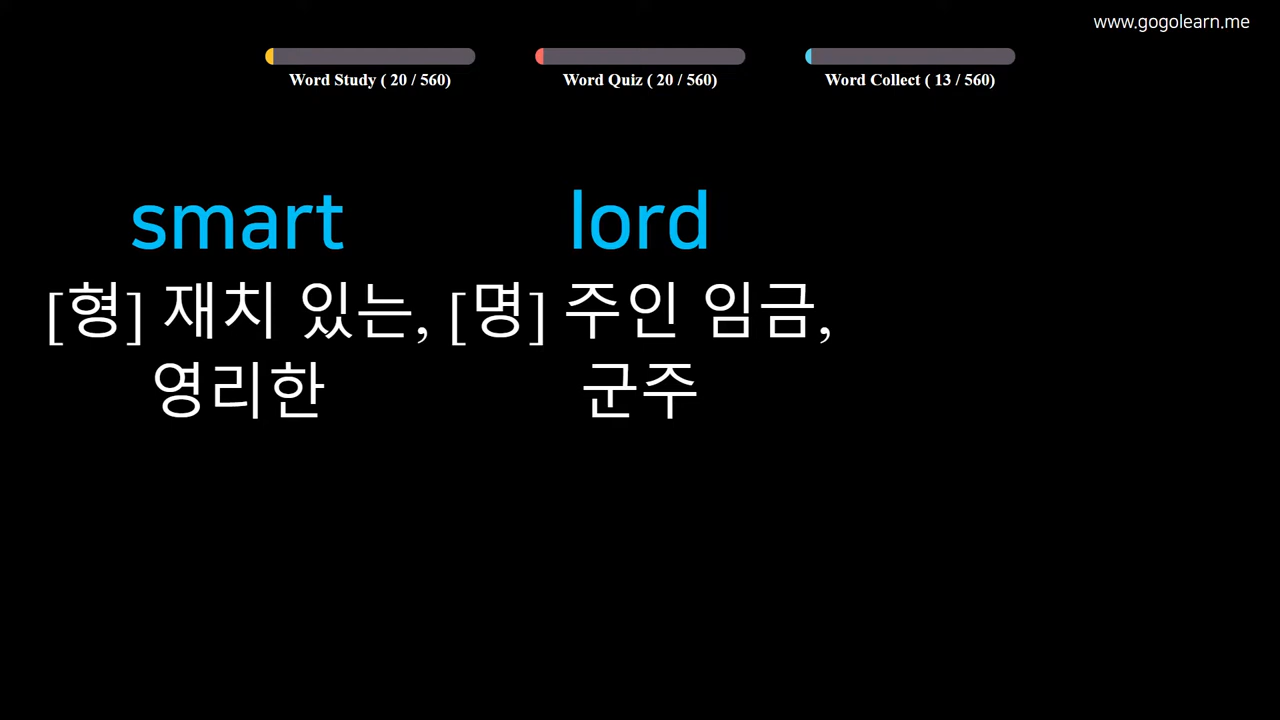 www.gogolearn.me
Word Study ( 20 / 560)
Word Quiz ( 20 / 560)
Word Collect ( 13 / 560)
smart
[형] 재치 있는,
영리한
lord
[명] 주인 임금,
군주